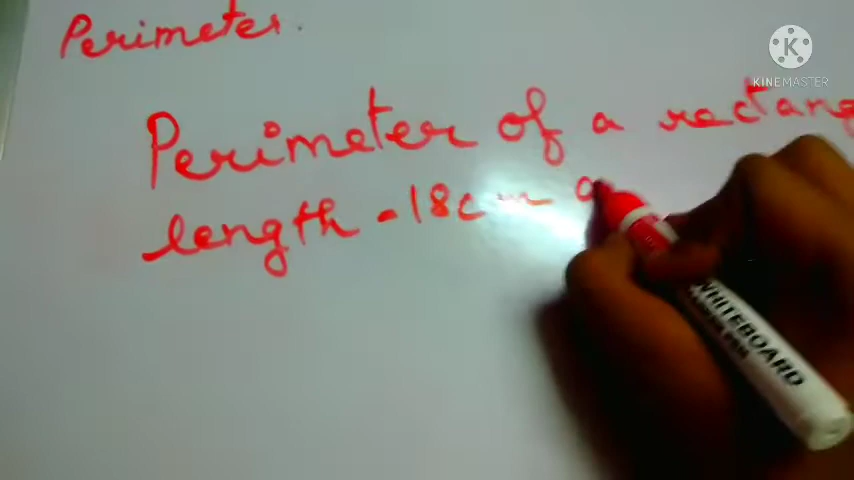 Perimeter.
Perimeter of a rectang
length = 18cm a
KINEMASTER
WHITEBOARD